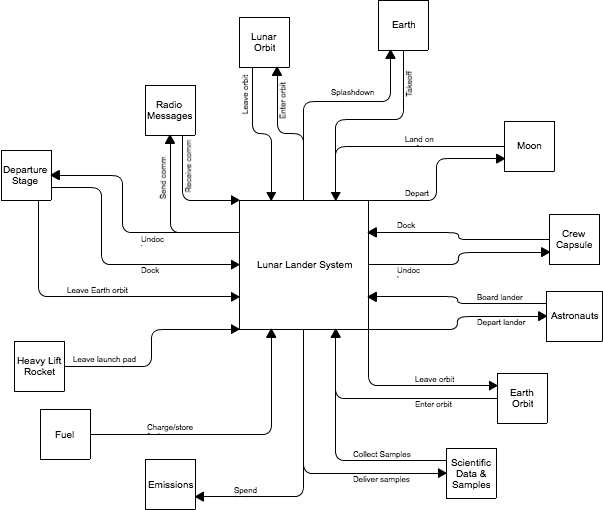 Earth
Lunar
Orbit
Leave orbit
Enter orbit
Splashdown
Takeoff
Radio
Messages
Send comm
Receive comm
Land on
Moon
Depart
Departure
Stage
Undoc
Dock
Leave Earth orbit
Lunar Lander System
Dock
Undoc
Crew
Capsule
Board lander
Depart lander
Astronauts
Heavy Lift
Rocket
Leave launch pad
Leave orbit
Enter orbit
Earth
Orbit
Fuel
Charge/store
Collect Samples
Deliver samples
Scientific
Data &
Samples
Emissions
Spend